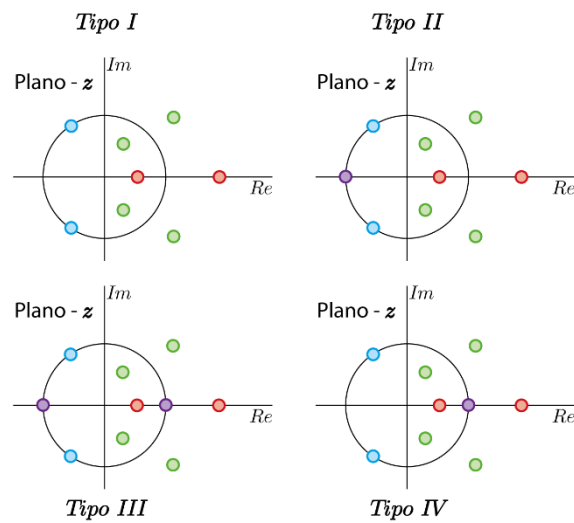 Tipo I
Tipo II
Im
Plano - z
Re
Im
Plano - z
Re
Im
Plano - z
Re
Im
Plano - z
Re
Tipo III
Tipo IV